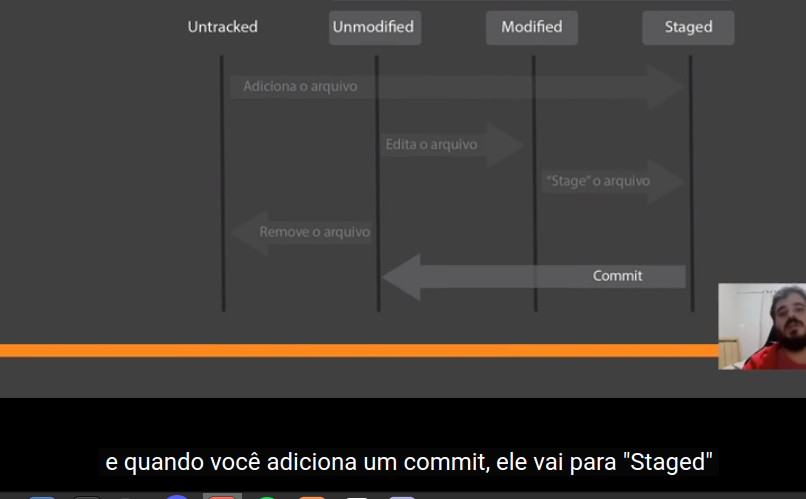 Untracked Unmodified Modified Staged
Adiciona o arquivo
Edita o arquivo
"Stage" o arquivo
Remove o arquivo
Commit
e quando você adiciona um commit, ele vai para "Staged"